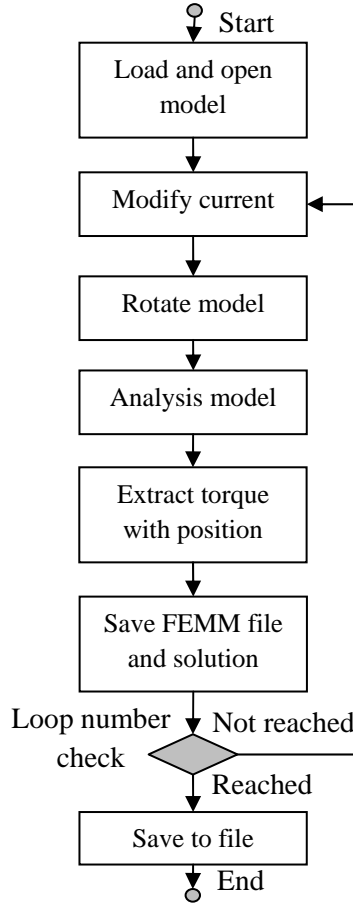 Start
Load and open
model
Modify current
Rotate model
Analysis model
Extract torque
with position
Save FEMM file
and solution
Loop number
check
Not reached
Reached
Save to file
End